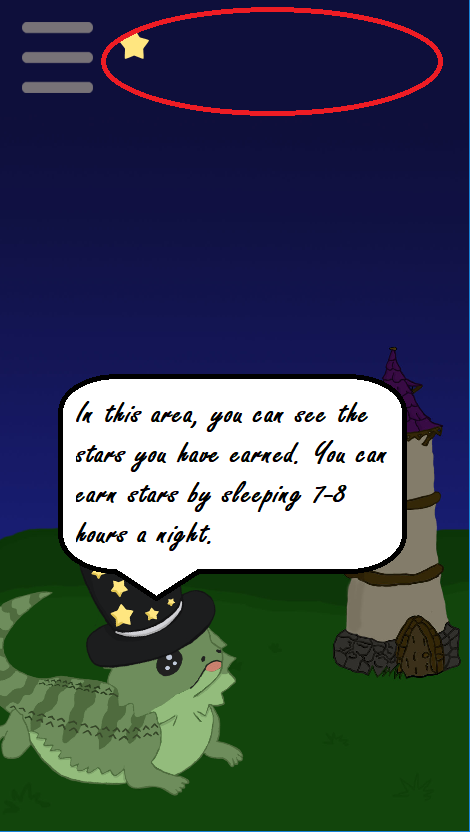 In this area, you can see the
stars you have earned. You can
earn stars by sleeping 7-8
hours a night.